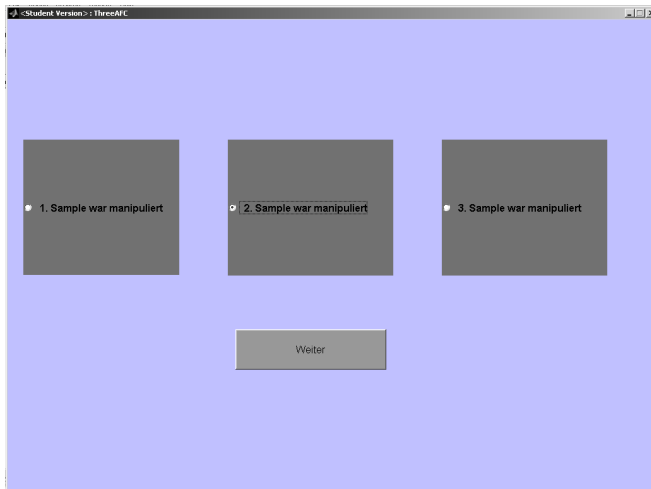 <Student Version> : ThreeAFC
1. Sample war manipuliert
2. Sample war manipuliert
3. Sample war manipuliert
Weiter